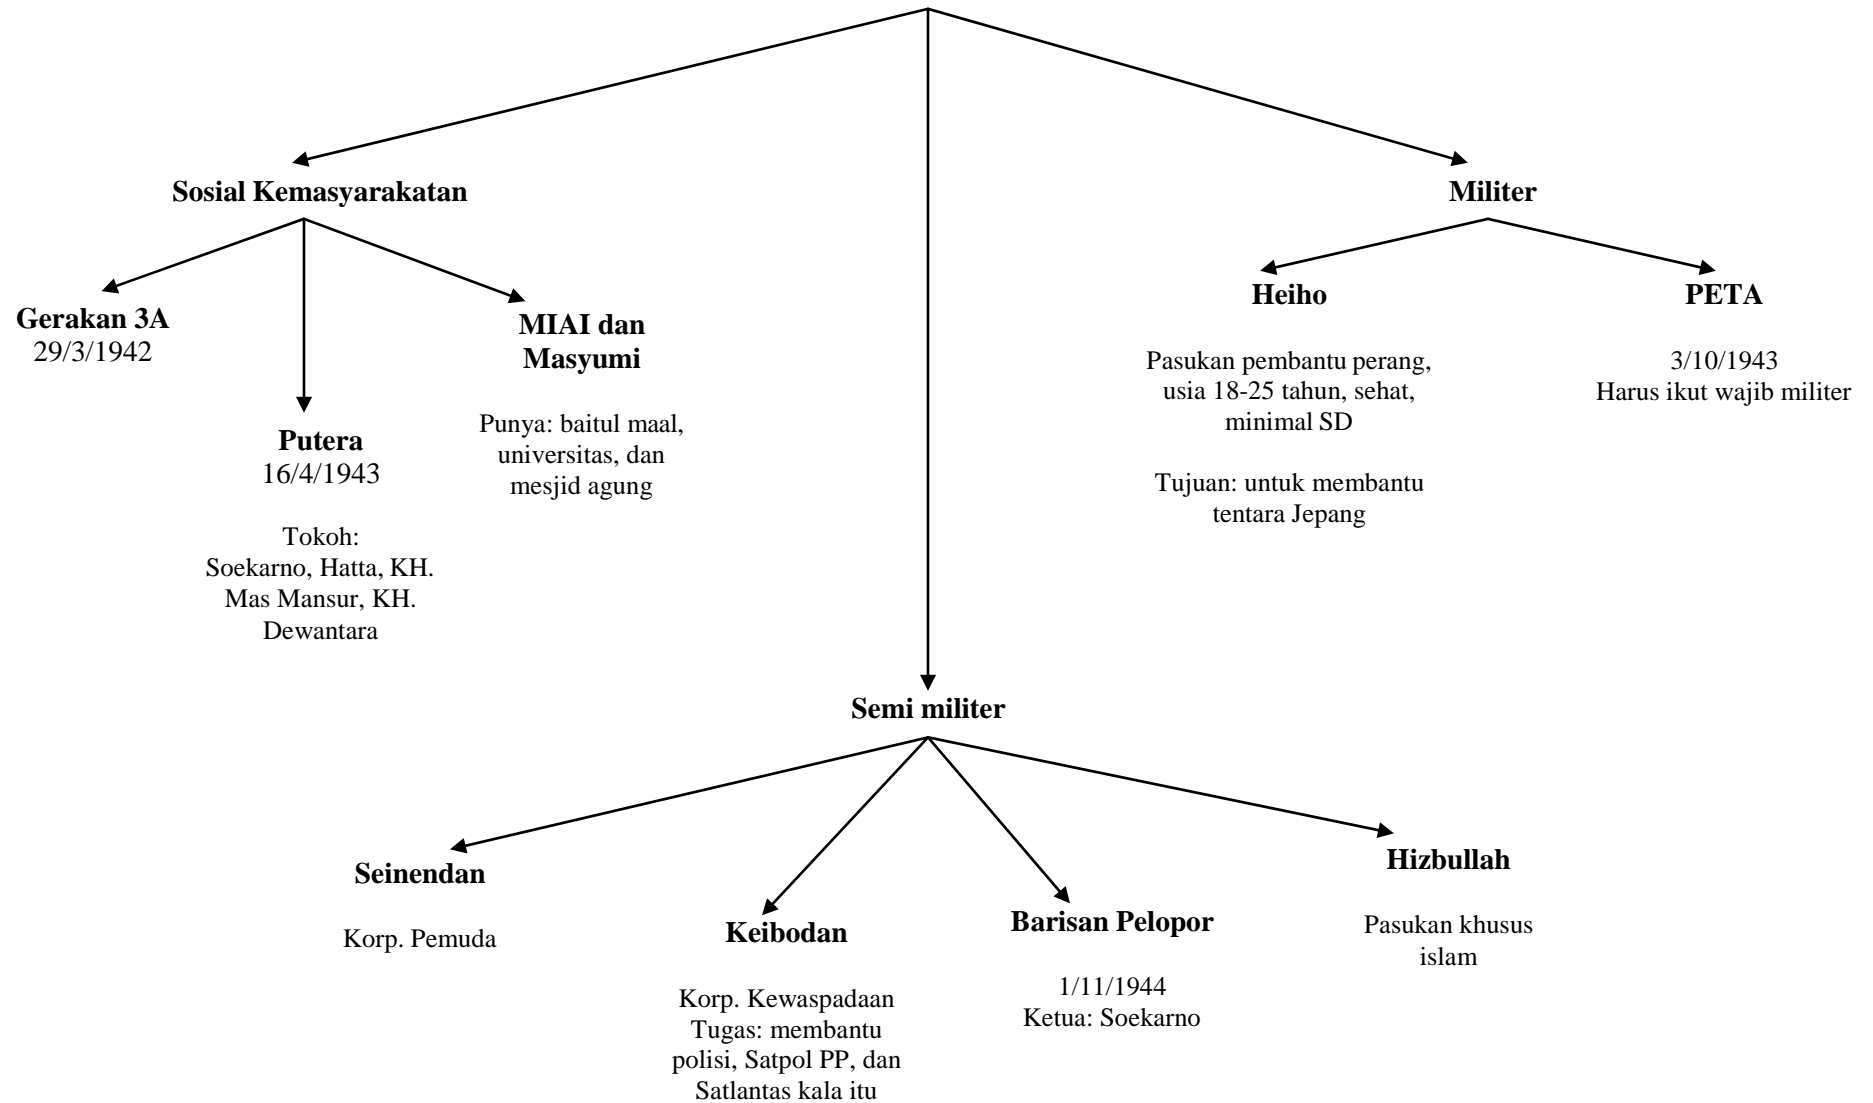 Sosial Kemasyarakatan
Militer
Gerakan 3A
29/3/1942
Putera
16/4/1943
Tokoh:
Soekarno, Hatta, KH.
Mas Mansur, KH.
Dewantara
MIAI dan
Masyumi
Punya: baitul maal,
universitas, dan
mesjid agung
Heiho
Pasukan pembantu perang,
usia 18-25 tahun, sehat,
minimal SD
Tujuan: untuk membantu
tentara Jepang
PETA
3/10/1943
Harus ikut wajib militer
Semi militer
Seinendan
Korp. Pemuda
Keibodan
Korp. Kewaspadaan
Tugas: membantu
polisi, Satpol PP, dan
Satlantas kala itu
Barisan Pelopor
1/11/1944
Ketua: Soekarno
Hizbullah
Pasukan khusus
islam